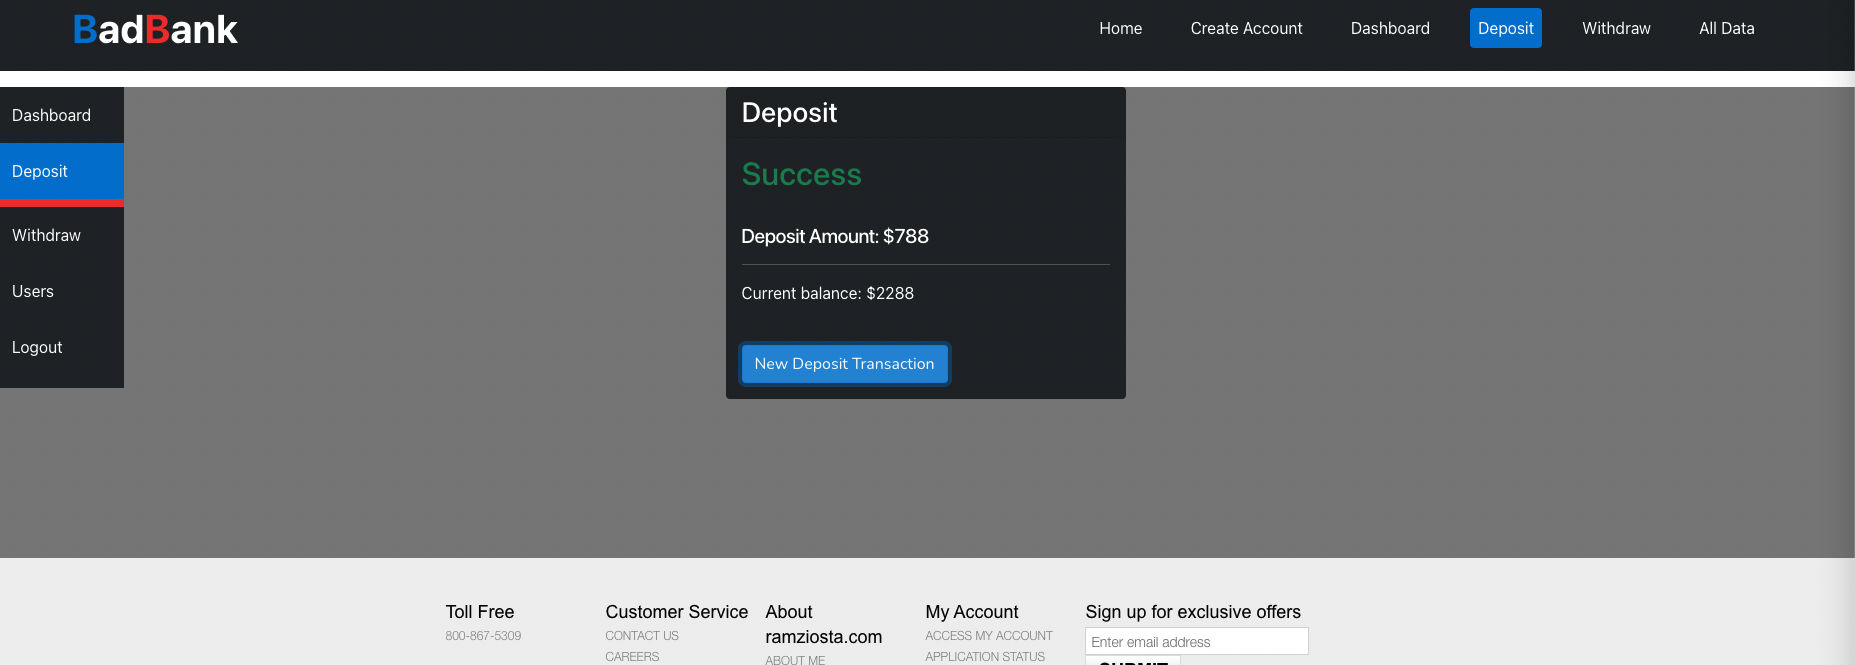 BadBank
Home Create Account Dashboard Deposit Withdraw All Data
Dashboard
Deposit
Withdraw
Users
Logout
Deposit
Success
Deposit Amount: $788
Current balance: $2288
New Deposit Transaction
Toll Free
800-867-5309
Customer Service
CONTACT US
CAREERS
About
ramziosta.com
ABOUT ME
My Account
ACCESS MY ACCOUNT
APPLICATION STATUS
Sign up for exclusive offers
Enter email address
SUBMIT